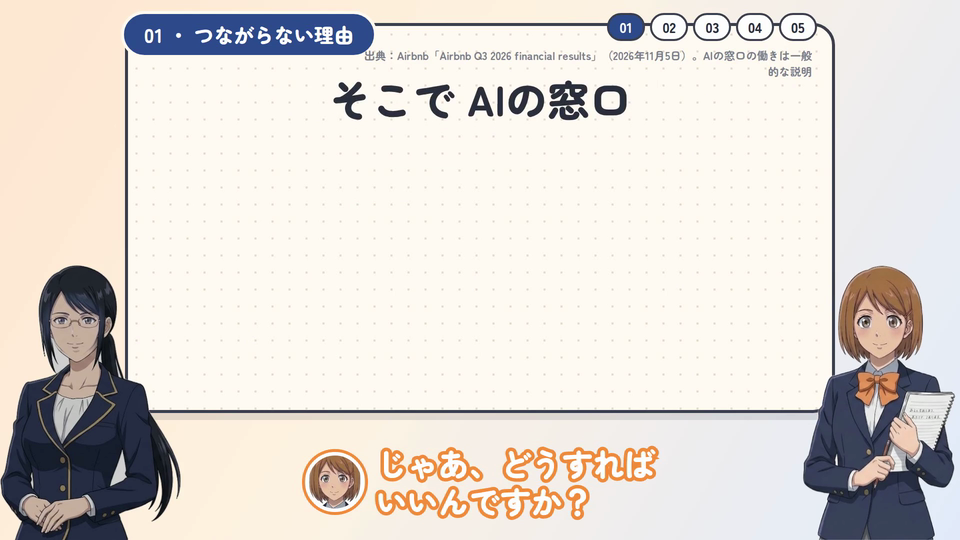 01 ・ つながらない理由
01 02 03 04 05
出典：Airbnb「Airbnb Q3 2026 financial results」（2026年11月5日）。AIの窓口の働きは一般
的な説明
そこで AIの窓口
じゃあ、どうすれば
いいんですか？